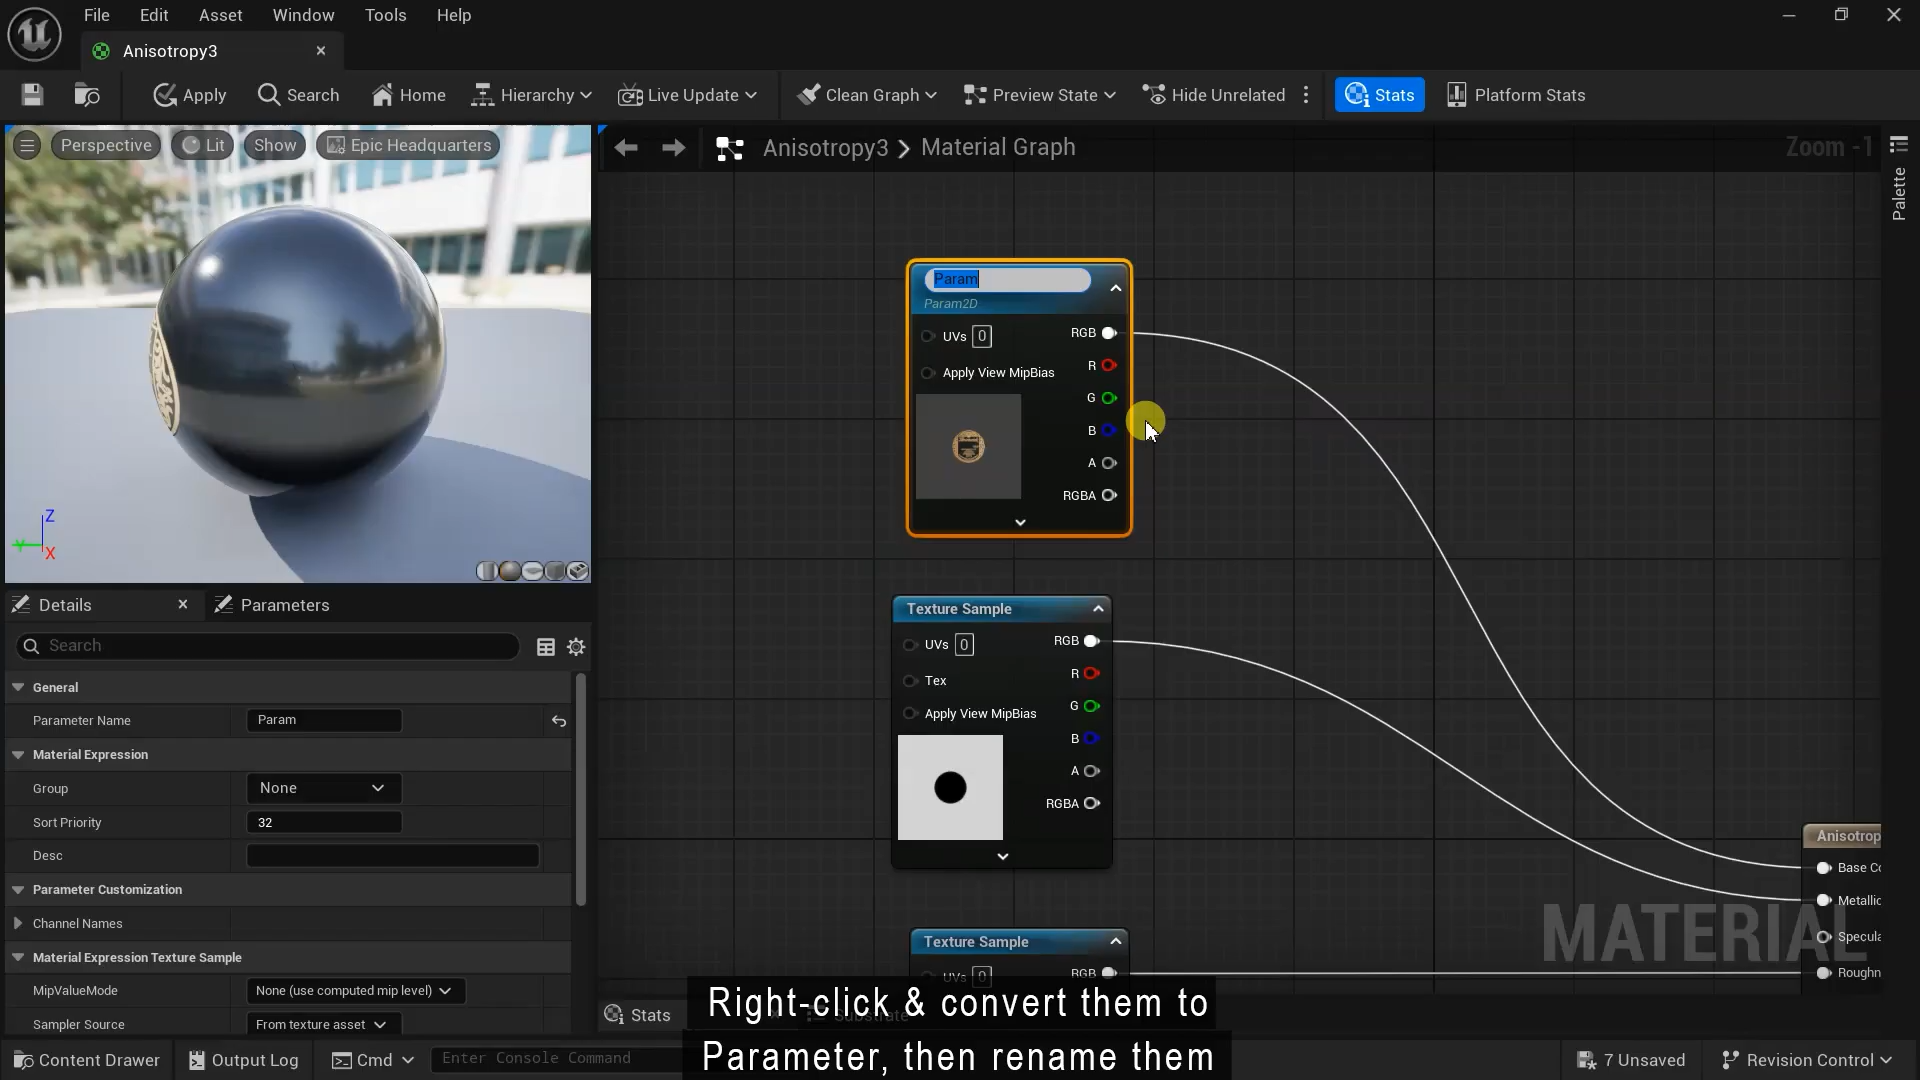 File Edit Asset Window Tools Help
Anisotropy3
Apply Search Home Hierarchy Live Update Clean Graph Preview State Hide Unrelated Stats Platform Stats
Perspective Lit Show Epic Headquarters
Anisotropy3 > Material Graph
Zoom -1
Palette
Param
Param2D
UVs 0 RGB
R
Apply View MipBias
G
B
A
RGBA
Z
Y
X
Texture Sample
UVs 0 RGB
R
Tex
G
Apply View MipBias
B
A
RGBA
Texture Sample
UVs 0 RGB
Anisotrop
Base Co
Metallic
Specula
Roughn
MATERIAL
Details Parameters
Search
General
Parameter Name Param
Material Expression
Group None
Sort Priority 32
Desc
Parameter Customization
Channel Names
Material Expression Texture Sample
MipValueMode None (use computed mip level)
Sampler Source From texture asset
Stats Substrate
Right-click & convert them to
Parameter, then rename them
Content Drawer Output Log Cmd Enter Console Command 7 Unsaved Revision Control